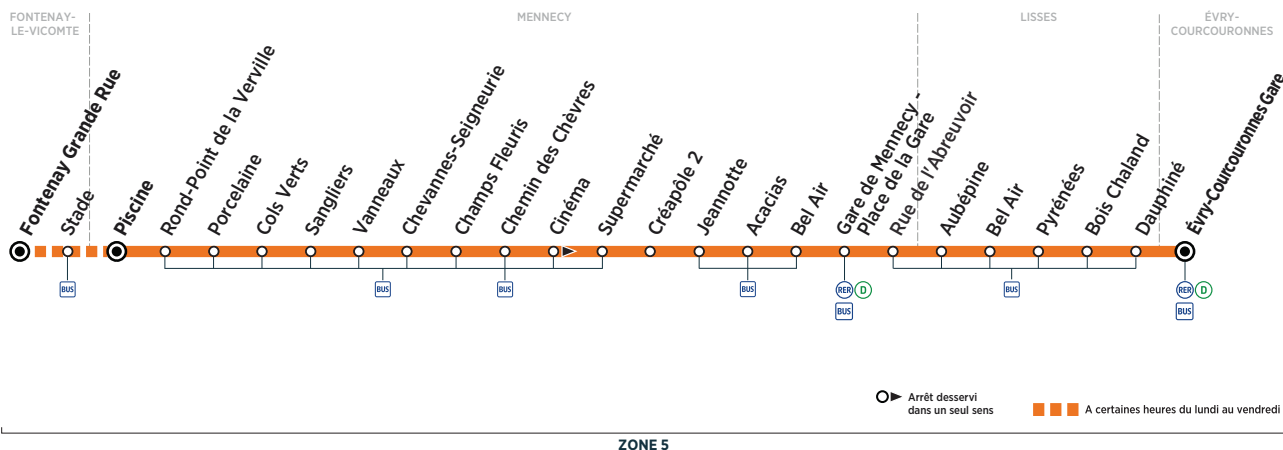 FONTENAY-
LE-VICOMTE
MENNECY
LISSES
ÉVRY-
COURCOURONNES
Fontenay Grande Rue
Stade
Piscine
Rond-Point de la Verville
Porcelaine
Cols Verts
Sangliers
Vanneaux
Chevannes-Seigneurie
Champs Fleuris
Chemin des Chèvres
Cinéma
Supermarché
Créapôle 2
Jeannotte
Acacias
Bel Air
Gare de Mennecy -
Place de la Gare
Rue de l'Abreuvoir
Aubépine
Bel Air
Pyrénées
Bois Chaland
Dauphiné
Évry-Courcouronnes Gare
BUS
BUS
BUS
BUS
RER D
BUS
BUS
RER D
BUS
Arrêt desservi
dans un seul sens
A certaines heures du lundi au vendredi
ZONE 5